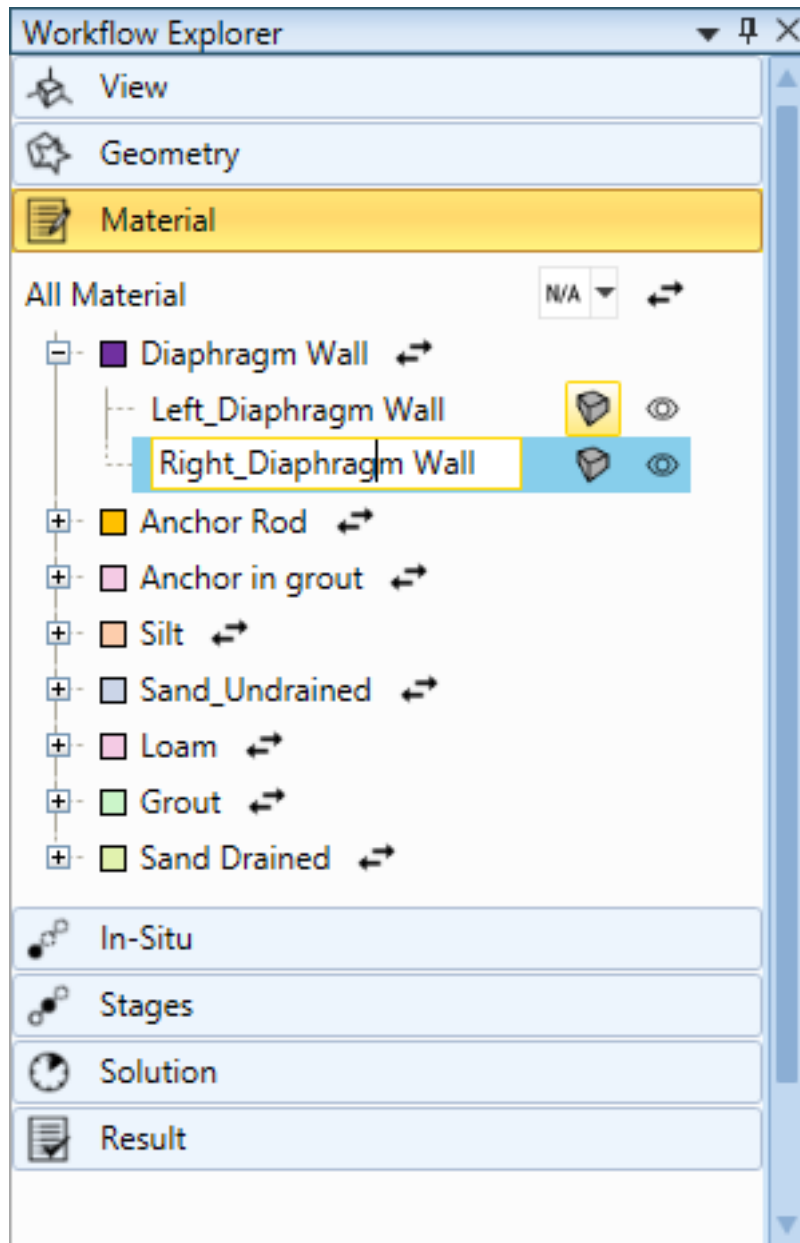 Workflow Explorer
View
Geometry
Material
All Material N/A
Diaphragm Wall
Left_Diaphragm Wall
Right_Diaphragm Wall
Anchor Rod
Anchor in grout
Silt
Sand_Undrained
Loam
Grout
Sand Drained
In-Situ
Stages
Solution
Result